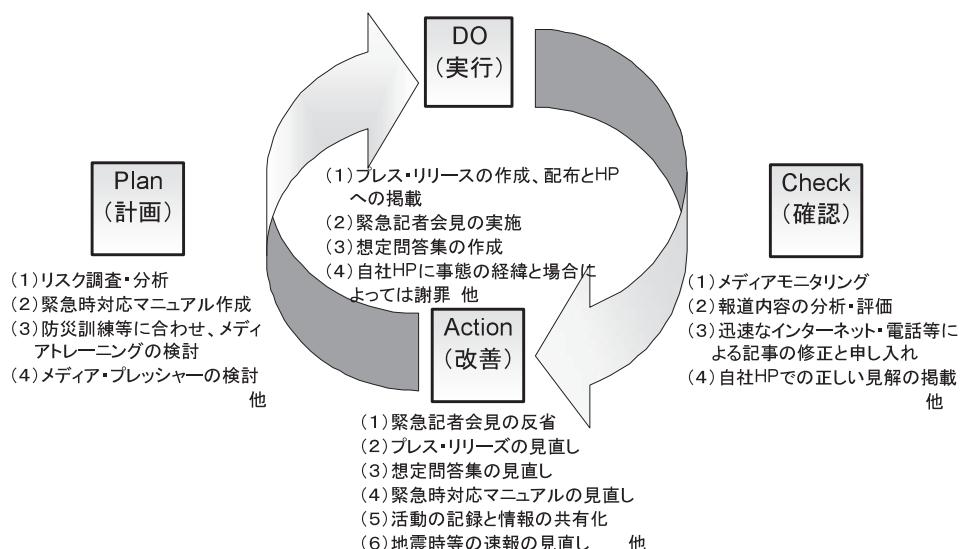 DO
(実行)
Plan
(計画)
(1)リスク調査・分析
(2)緊急時対応マニュアル作成
(3)防災訓練等に合わせ、メディ
アトレーニングの検討
(4)メディア・プレッシャーの検討
他
(1)プレス・リリースの作成、配布とHP
への掲載
(2)緊急記者会見の実施
(3)想定問答集の作成
(4)自社HPに事態の経緯と場合に
よっては謝罪 他
Check
(確認)
(1)メディアモニタリング
(2)報道内容の分析・評価
(3)迅速なインターネット・電話等に
よる記事の修正と申し入れ
(4)自社HPでの正しい見解の掲載
他
Action
(改善)
(1)緊急記者会見の反省
(2)プレス・リリーズの見直し
(3)想定問答集の見直し
(4)緊急時対応マニュアルの見直し
(5)活動の記録と情報の共有化
(6)地震時等の速報の見直し 他